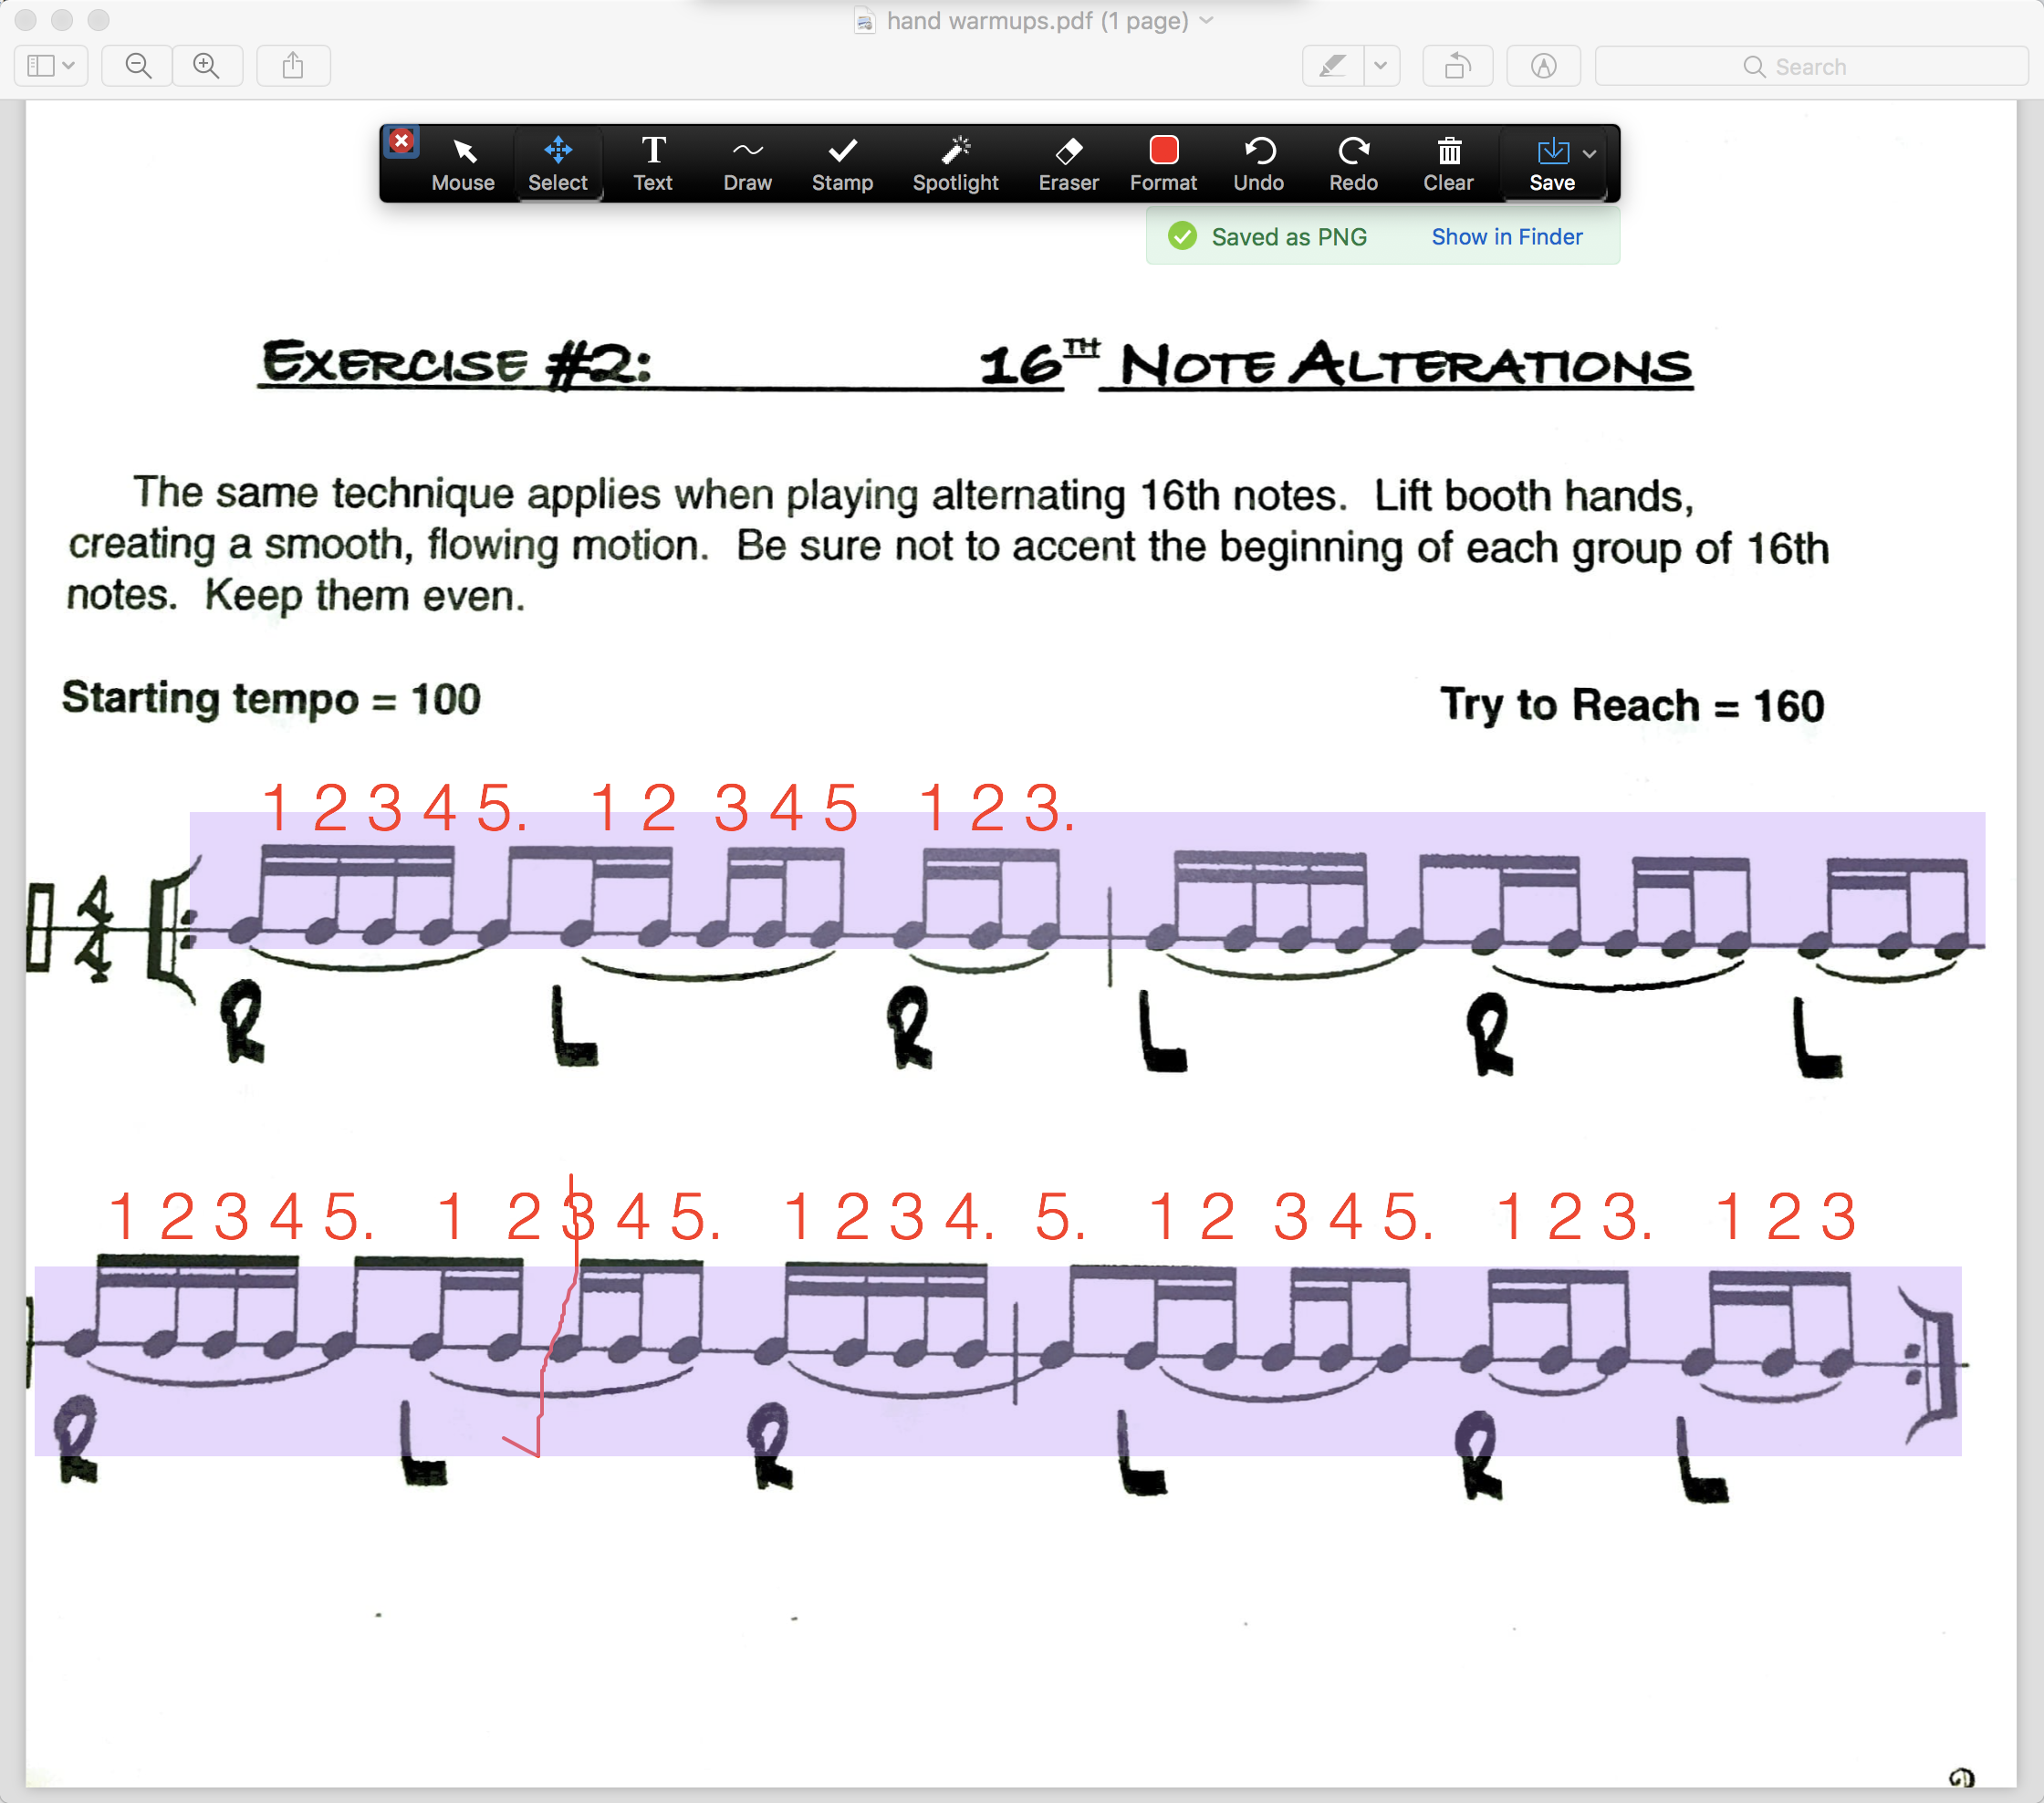 hand warmups.pdf (1 page)
Search
Mouse Select Text Draw Stamp Spotlight Eraser Format Undo Redo Clear Save
Saved as PNG Show in Finder
EXERCISE #2: 16TH NOTE ALTERATIONS
The same technique applies when playing alternating 16th notes. Lift booth hands,
creating a smooth, flowing motion. Be sure not to accent the beginning of each group of 16th
notes. Keep them even.
Starting tempo = 100 Try to Reach = 160
1 2 3 4 5. 1 2 3 4 5 1 2 3.
4
4
R L R L R L
1 2 3 4 5. 1 2 3 4 5. 1 2 3 4. 5. 1 2 3 4 5. 1 2 3. 1 2 3
R L R L R L